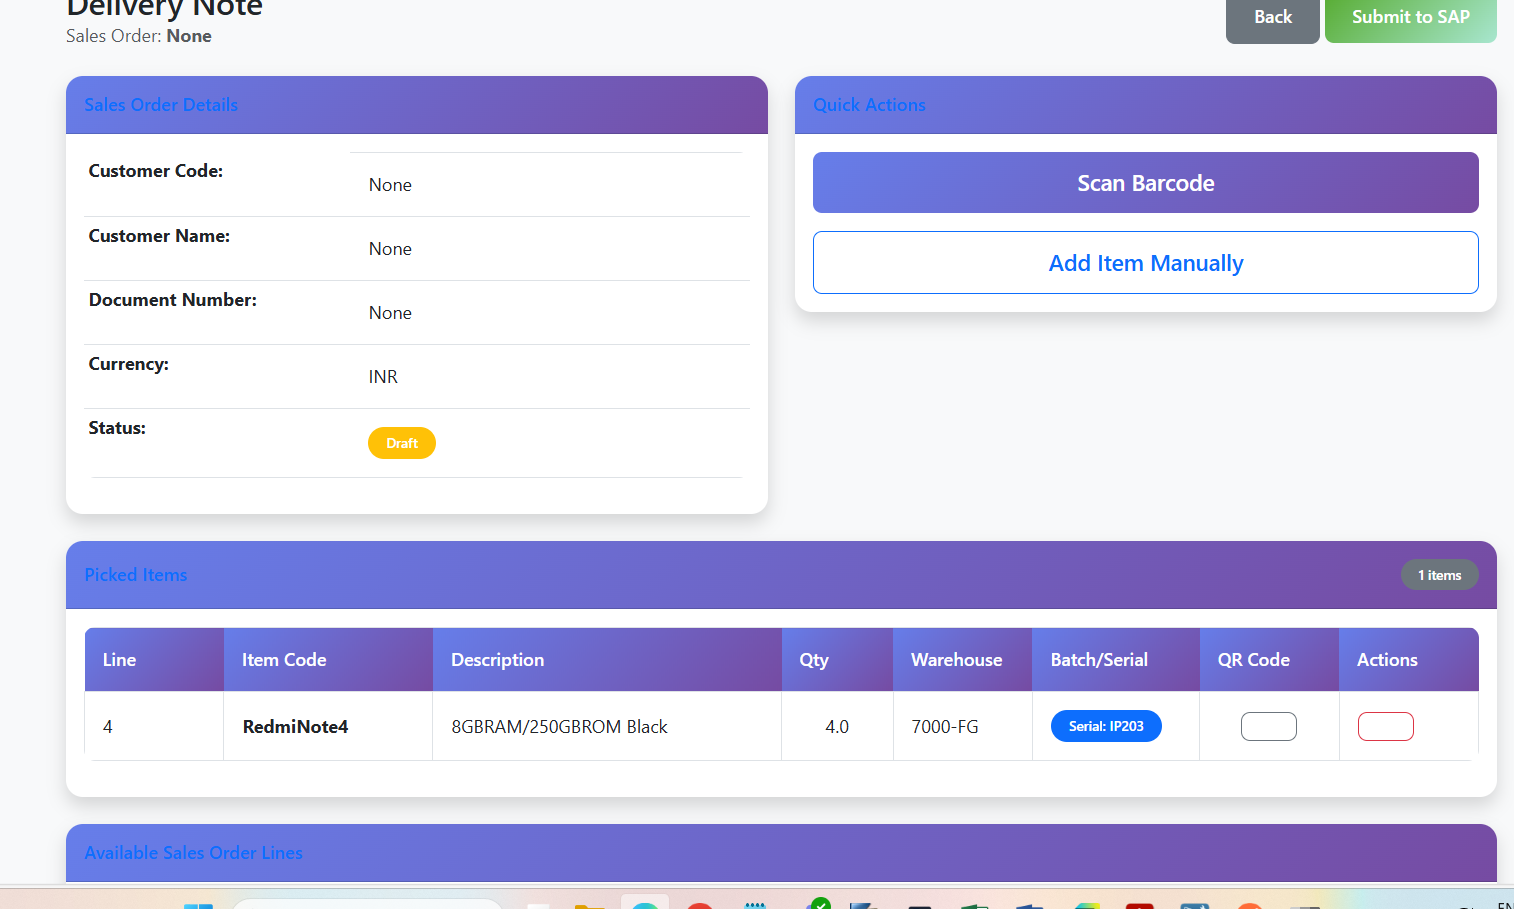 Delivery Note
Sales Order: None
Back
Submit to SAP
Sales Order Details
Customer Code:
None
Customer Name:
None
Document Number:
None
Currency:
INR
Status:
Draft
Quick Actions
Scan Barcode
Add Item Manually
Picked Items
1 items
Line Item Code Description Qty Warehouse Batch/Serial QR Code Actions
4 RedmiNote4 8GBRAM/250GBROM Black 4.0 7000-FG Serial: IP203
Available Sales Order Lines